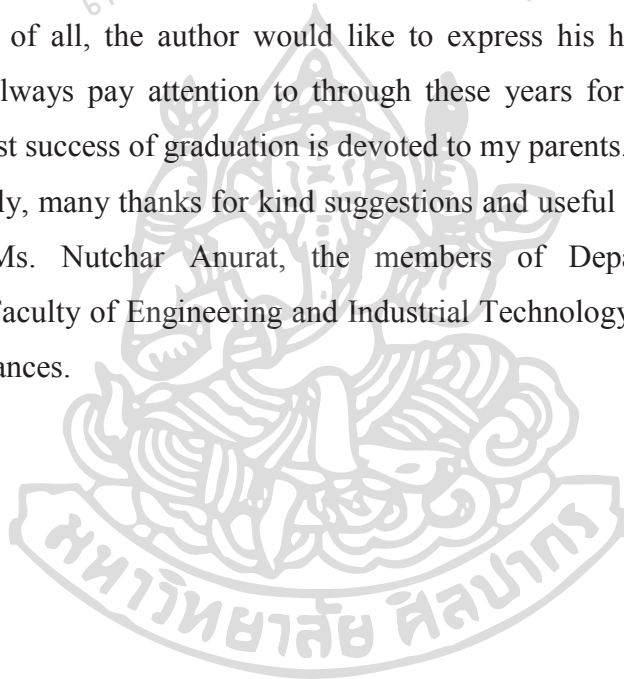 of all, the author would like to express his h
lways pay attention to through these years for
st success of graduation is devoted to my parents.
ly, many thanks for kind suggestions and useful
Ms. Nutchar Anurat, the members of Depa
Faculty of Engineering and Industrial Technology
ances.
มหาวิทยาลัย ศิลปากร